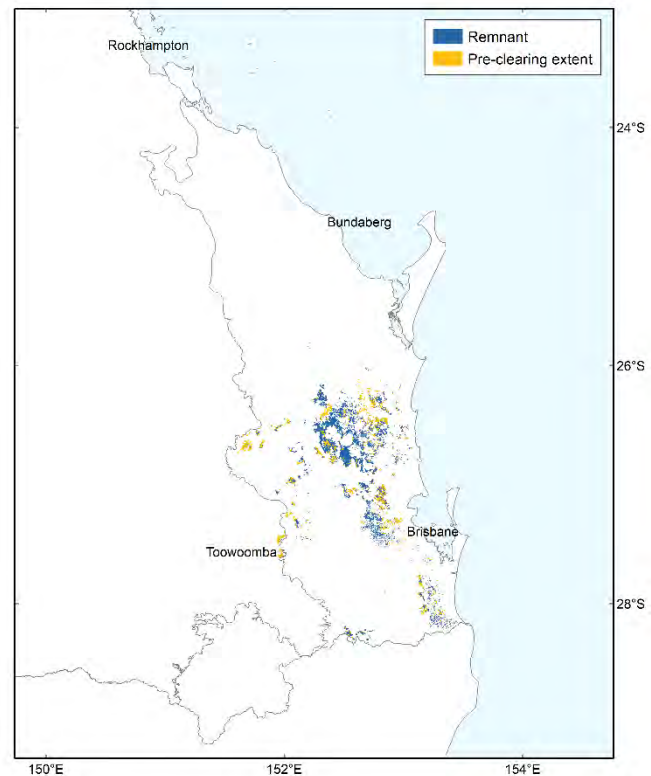 Remnant
Pre-clearing extent
Rockhampton
24°S
Bundaberg
26°S
Brisbane
Toowoomba
28°S
150°E 152°E 154°E